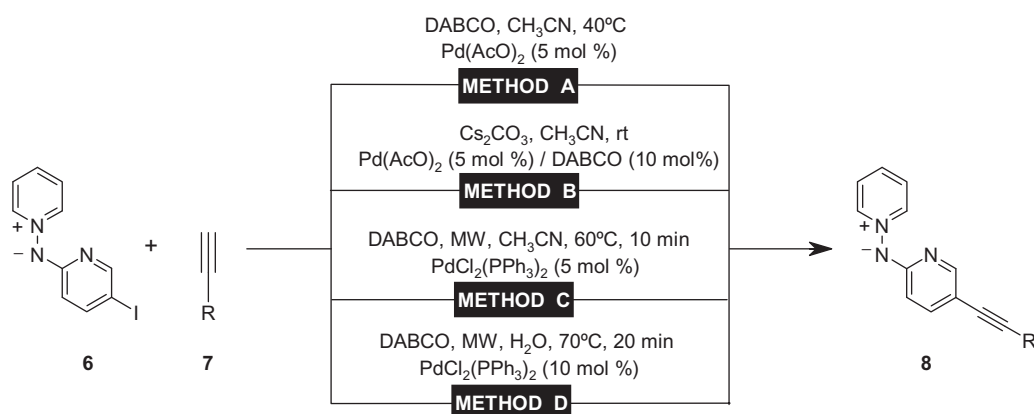 DABCO, CH₃CN, 40ºC
Pd(AcO)₂ (5 mol %)
METHOD A
Cs₂CO₃, CH₃CN, rt
Pd(AcO)₂ (5 mol %) / DABCO (10 mol%)
METHOD B
DABCO, MW, CH₃CN, 60ºC, 10 min
PdCl₂(PPh₃)₂ (5 mol %)
METHOD C
DABCO, MW, H₂O, 70ºC, 20 min
PdCl₂(PPh₃)₂ (10 mol %)
METHOD D
N
+
N
−
N
I
6
+
R
7
N
+
N
−
N
R
8